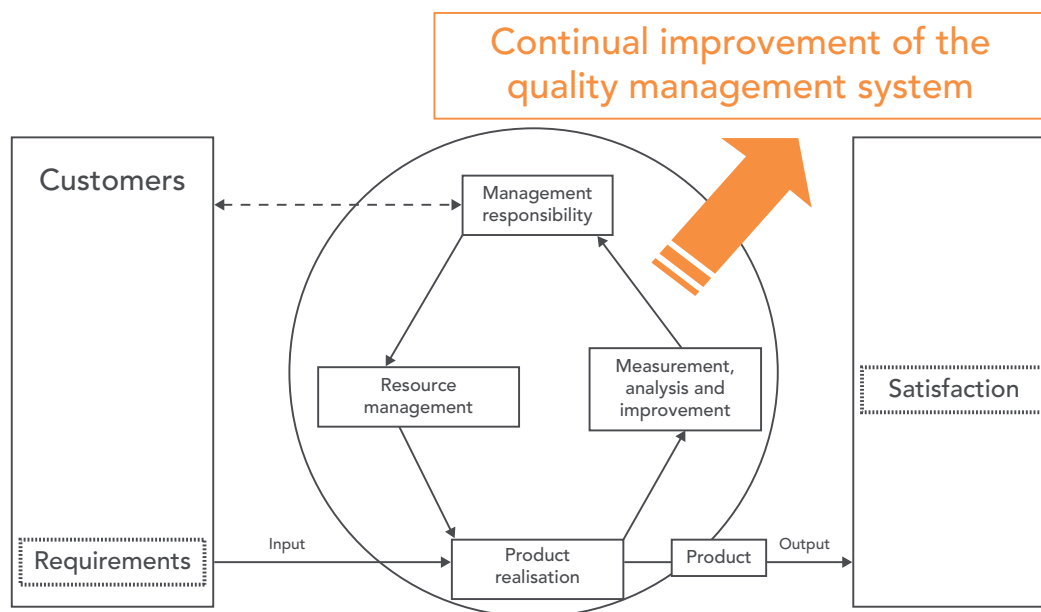 Continual improvement of the
quality management system
Customers
Management
responsibility
Resource
management
Measurement,
analysis and
improvement
Satisfaction
Requirements
Input
Product
realisation
Product
Output